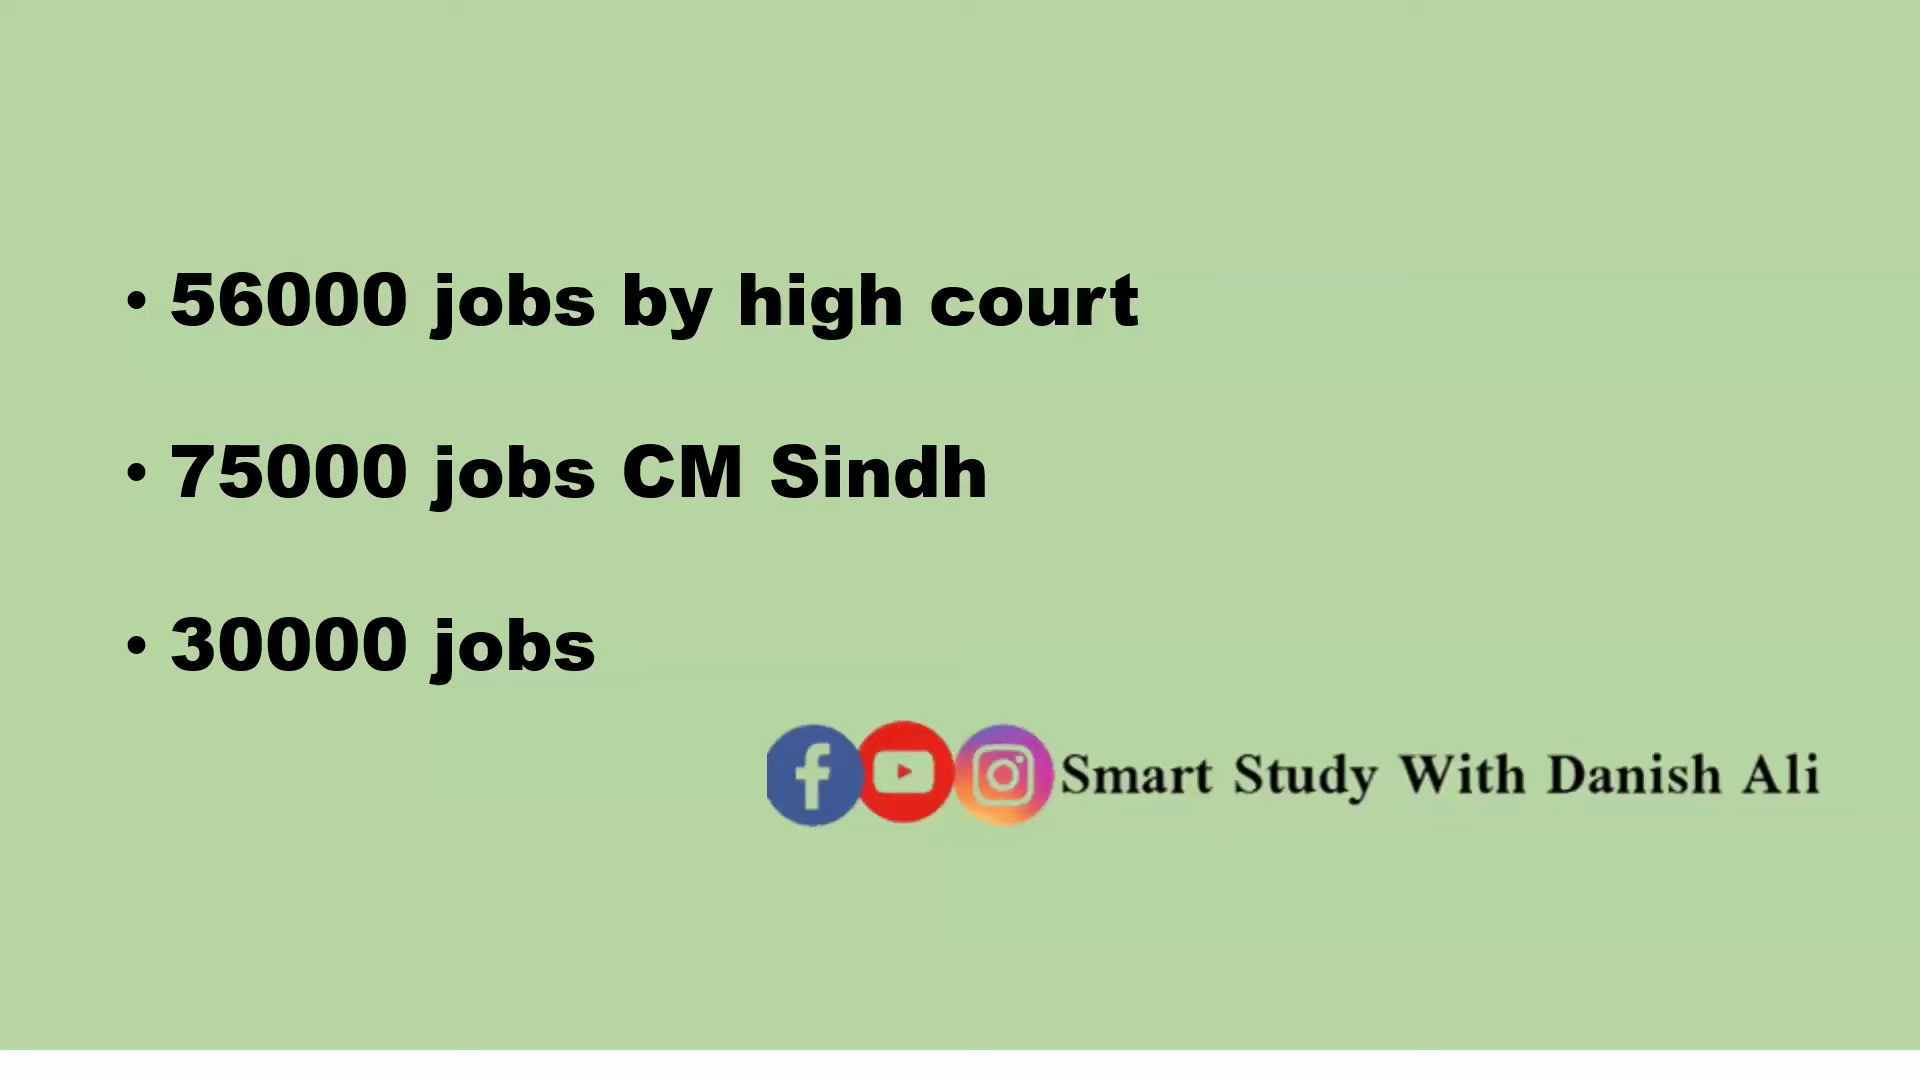 • 56000 jobs by high court
• 75000 jobs CM Sindh
• 30000 jobs
Smart Study With Danish Ali